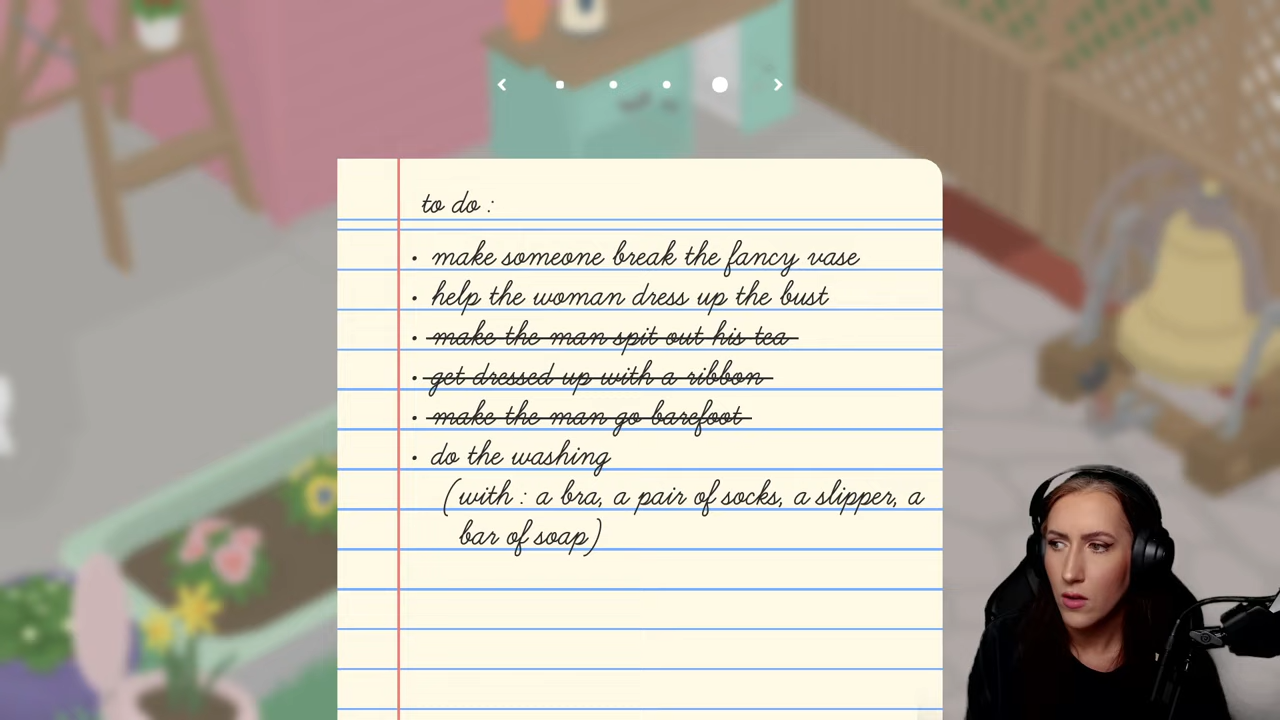 to do :
• make someone break the fancy vase
• help the woman dress up the bust
• make the man spit out his tea
• get dressed up with a ribbon
• make the man go barefoot
• do the washing
(with : a bra, a pair of socks, a slipper, a
bar of soap)